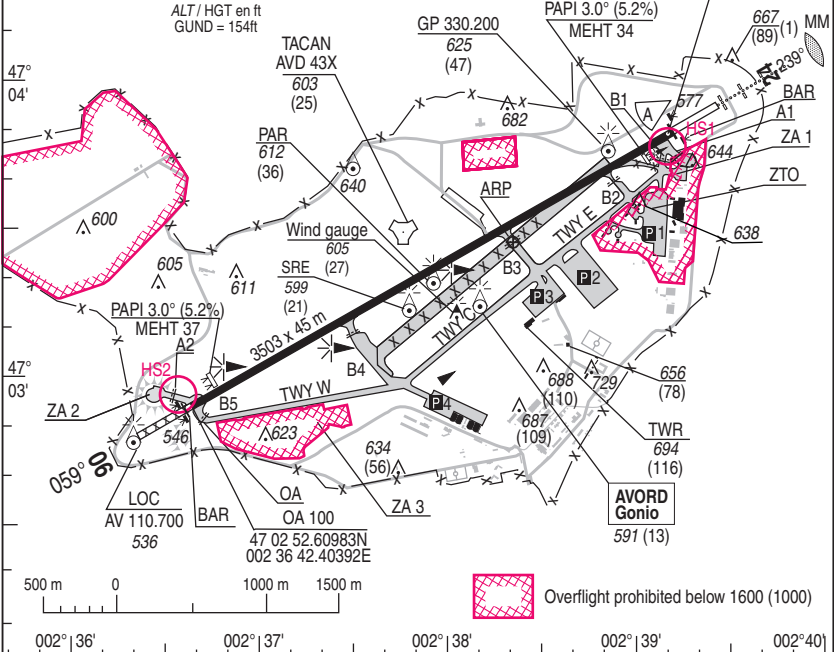 ALT / HGT en ft
GUND = 154ft
PAPI 3.0° (5.2%)
MEHT 34
GP 330.200
625
(47)
667
(89)
(1)
MM
TACAN
AVD 43X
603
(25)
24
239°
47°
04'
BAR
B1
A
577
A1
HS1
682
PAR
612
(36)
644
ZA 1
640
ARP
ZTO
B2
600
TWY E
P1
638
Wind gauge
605
(27)
605
611
SRE
599
(21)
B3
P2
P3
PAPI 3.0° (5.2%)
MEHT 37
3503 x 45 m
TWY C
47°
03'
A2
HS2
B4
688
(110)
729
656
(78)
ZA 2
B5
TWY W
P4
687
(109)
546
623
TWR
694
(116)
634
(56)
059°
06
LOC
AV 110.700
536
BAR
OA
OA 100
47 02 52.60983N
002 36 42.40392E
ZA 3
AVORD
Gonio
591 (13)
500 m
0
1000 m
1500 m
Overflight prohibited below 1600 (1000)
002° 36'
002° 37'
002° 38'
002° 39'
002° 40'